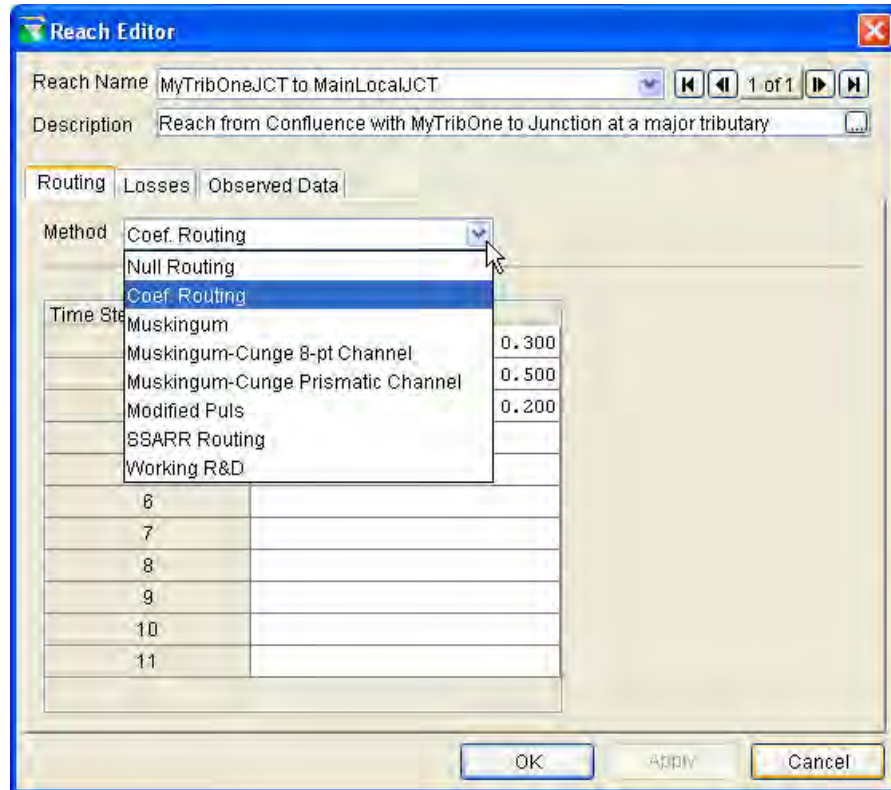 Reach Editor
Reach Name MyTribOneJCT to MainLocalJCT 1 of 1
Description Reach from Confluence with MyTribOne to Junction at a major tributary ...
Routing Losses Observed Data
Method Coef. Routing
Null Routing
Coef. Routing
Time Ste
Muskingum
0.300
Muskingum-Cunge 8-pt Channel
0.500
Muskingum-Cunge Prismatic Channel
0.200
Modified Puls
SSARR Routing
Working R&D
6
7
8
9
10
11
OK Apply Cancel